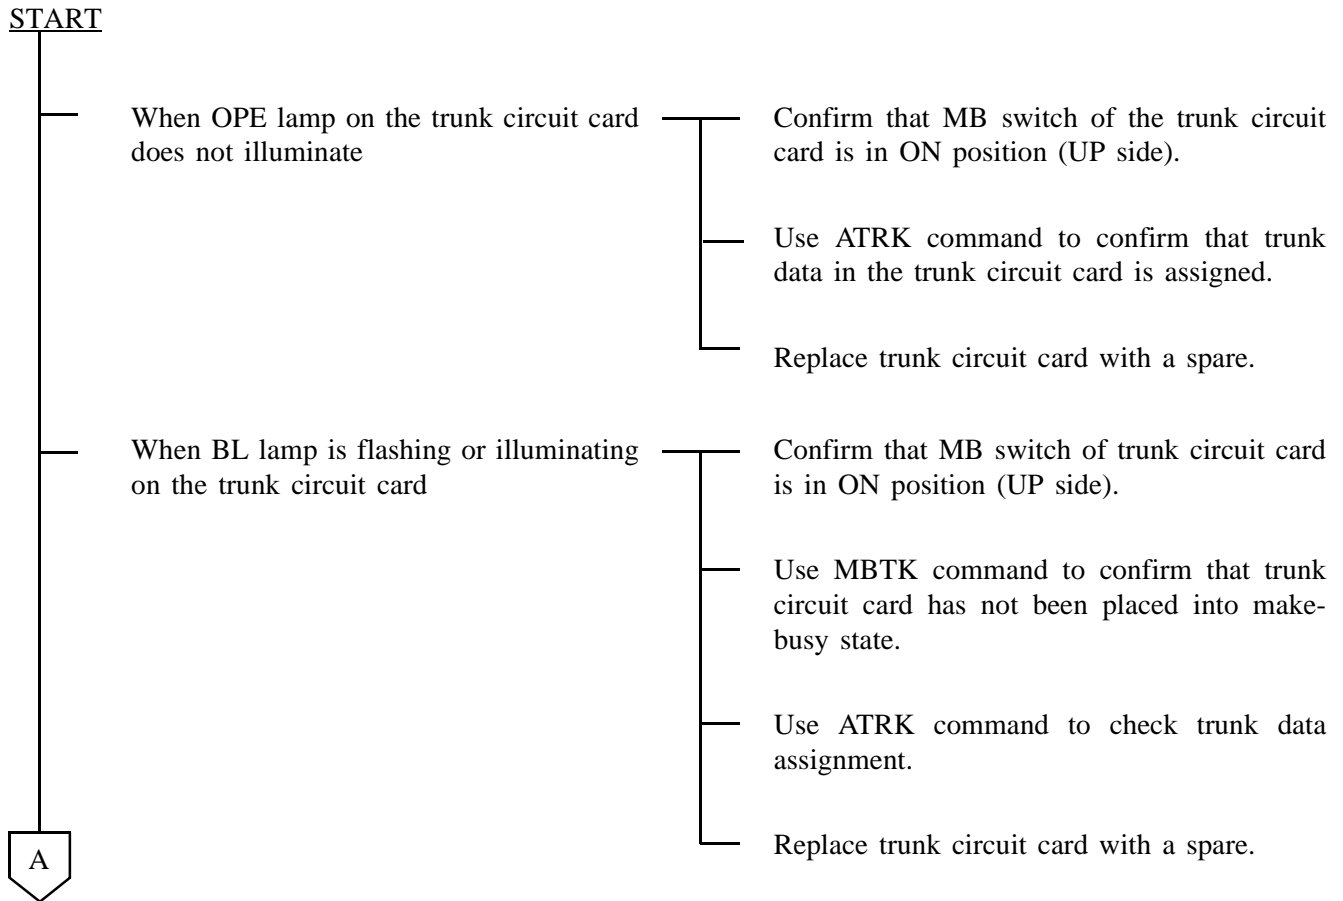 START
When OPE lamp on the trunk circuit card
does not illuminate
Confirm that MB switch of the trunk circuit
card is in ON position (UP side).
Use ATRK command to confirm that trunk
data in the trunk circuit card is assigned.
Replace trunk circuit card with a spare.
When BL lamp is flashing or illuminating
on the trunk circuit card
Confirm that MB switch of trunk circuit card
is in ON position (UP side).
Use MBTK command to confirm that trunk
circuit card has not been placed into make-
busy state.
Use ATRK command to check trunk data
assignment.
Replace trunk circuit card with a spare.
A